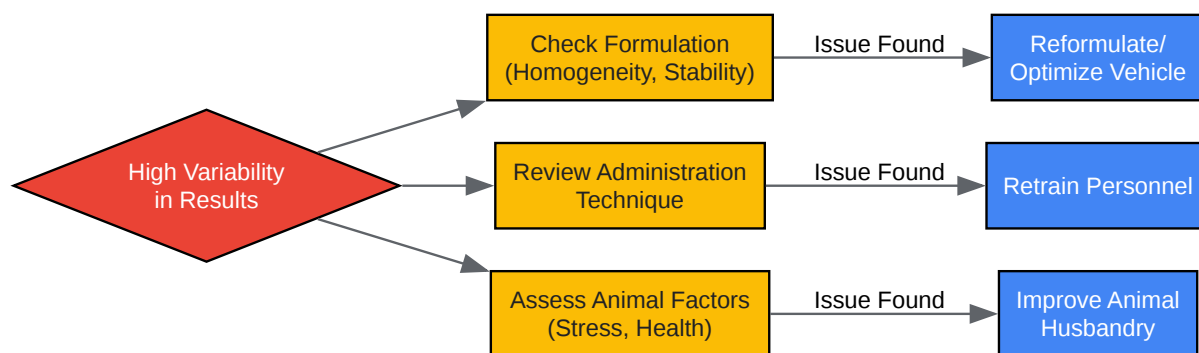 High Variability
in Results
Check Formulation
(Homogeneity, Stability)
Issue Found
Reformulate/
Optimize Vehicle
Review Administration
Technique
Issue Found
Retrain Personnel
Assess Animal Factors
(Stress, Health)
Issue Found
Improve Animal
Husbandry